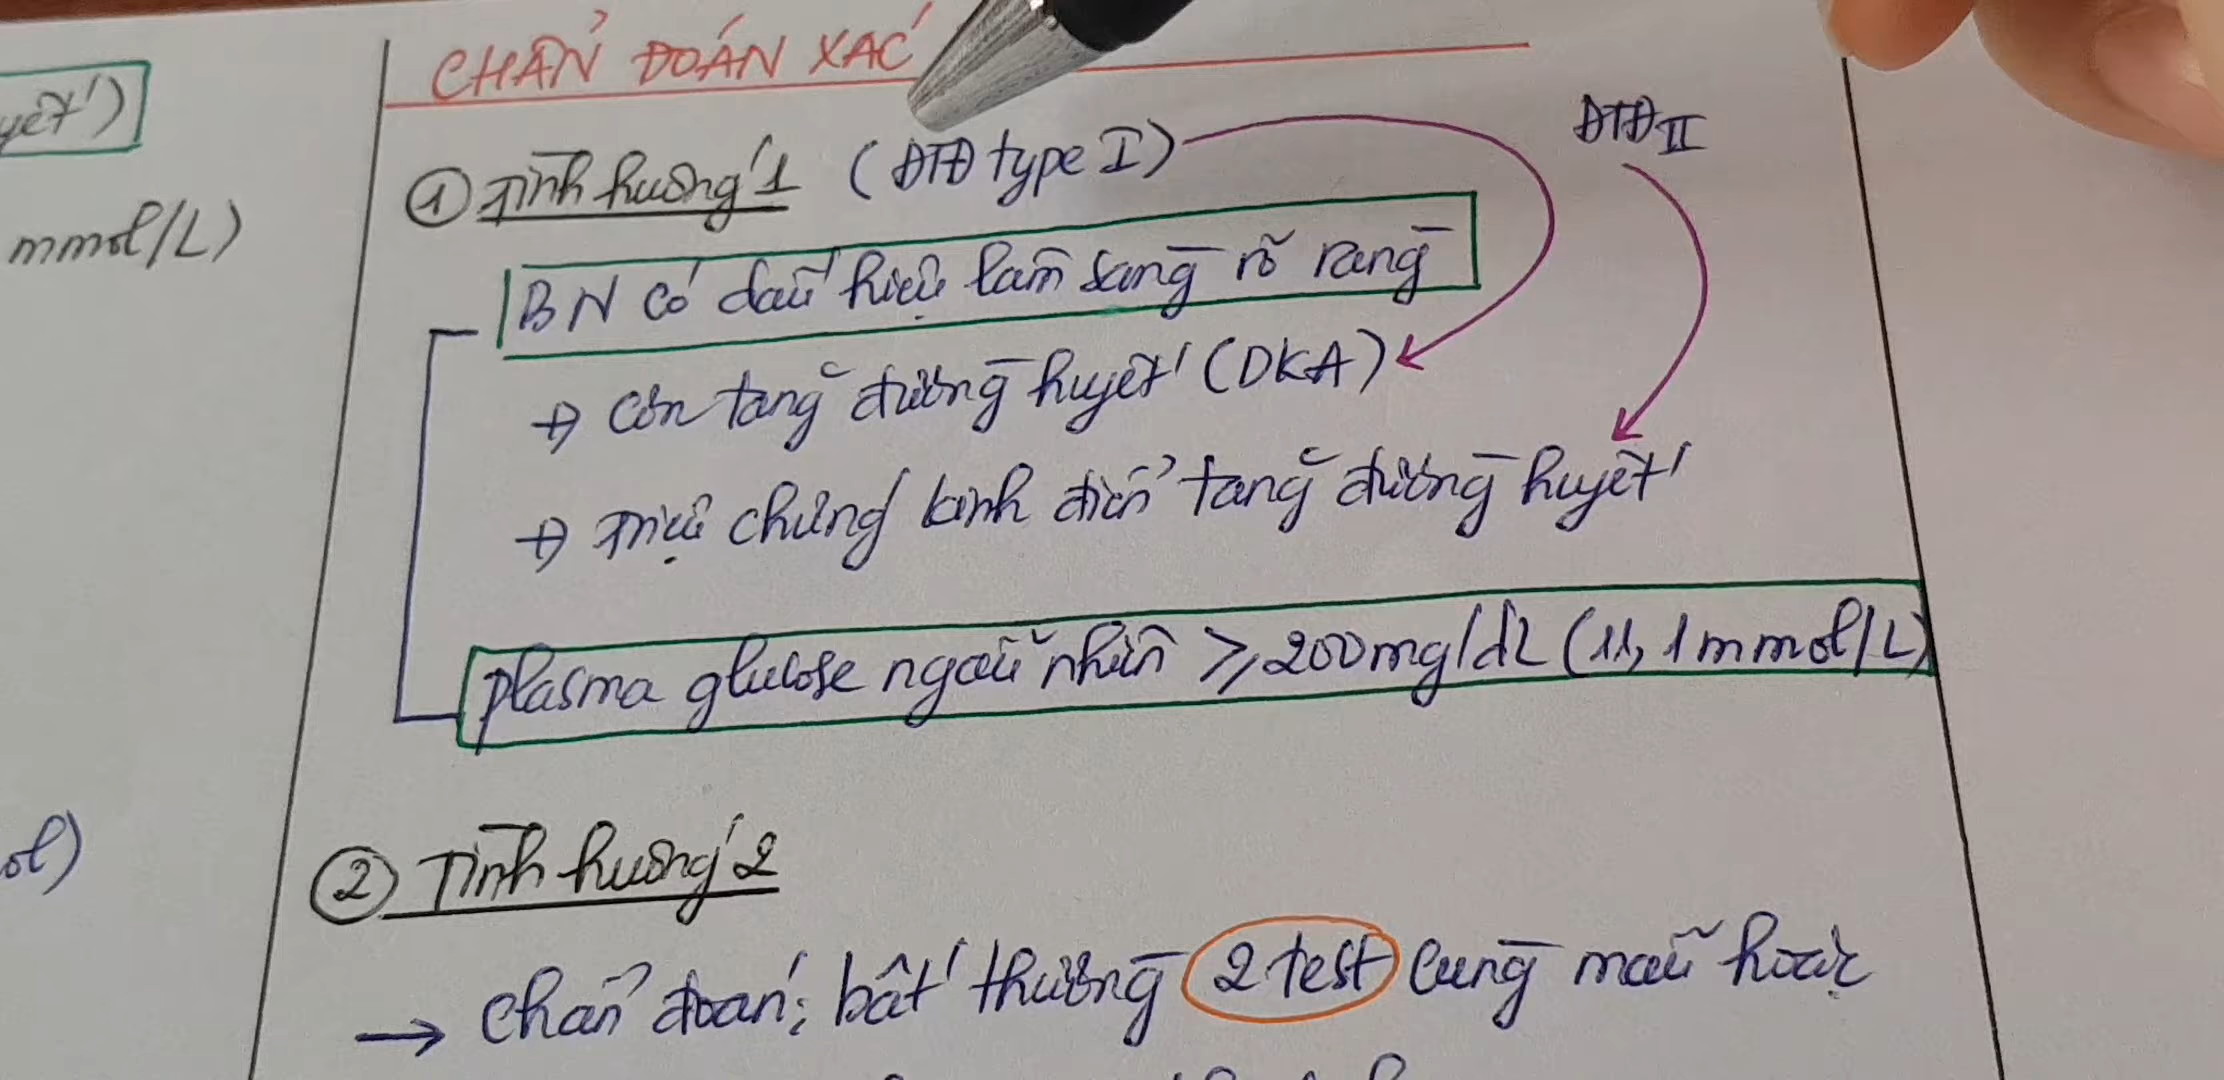 CHẨN ĐOÁN XÁC
yết)
① Tình huống 1 (ĐTĐ type I)
ĐTĐ II
mmol/L)
BN có dấu hiệu lâm sàng rõ ràng
→ Cơn tăng đường huyết (DKA)
→ Triệu chứng kinh điển tăng đường huyết
plasma glucose ngẫu nhiên ≥ 200mg/dL (11,1mmol/L)
ol)
② Tình huống 2
→ Chẩn đoán: bất thường 2 test cùng mẫu hoặc